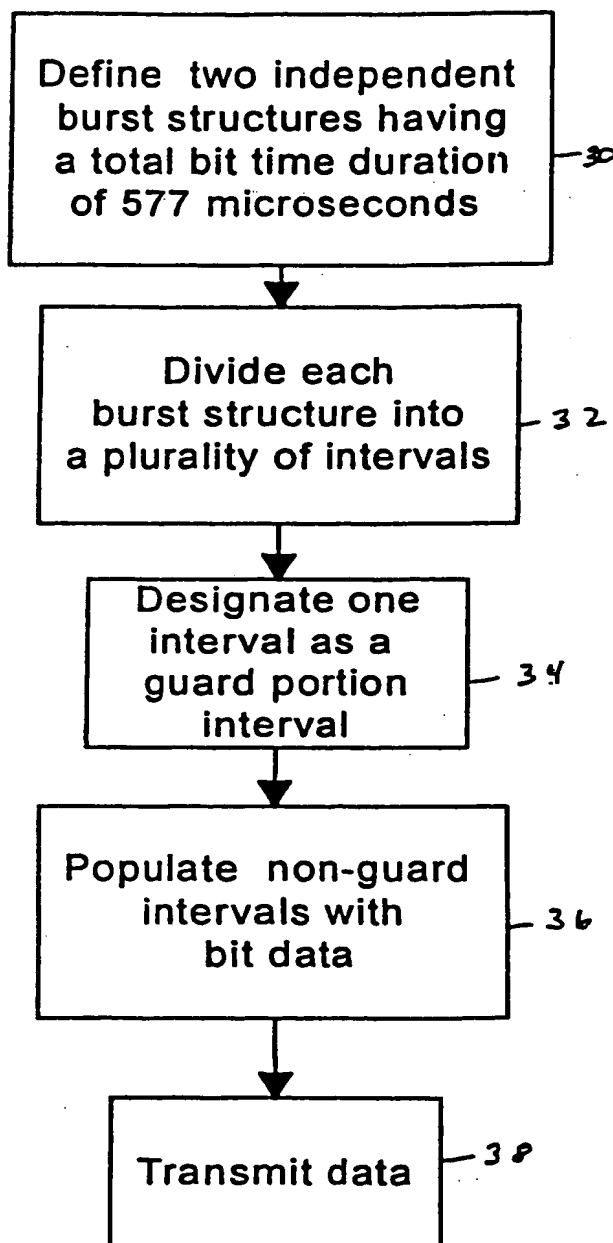 Define two independent
burst structures having
a total bit time duration
of 577 microseconds
30
Divide each
burst structure into
a plurality of intervals
32
Designate one
interval as a
guard portion
interval
34
Populate non-guard
intervals with
bit data
36
Transmit data
38